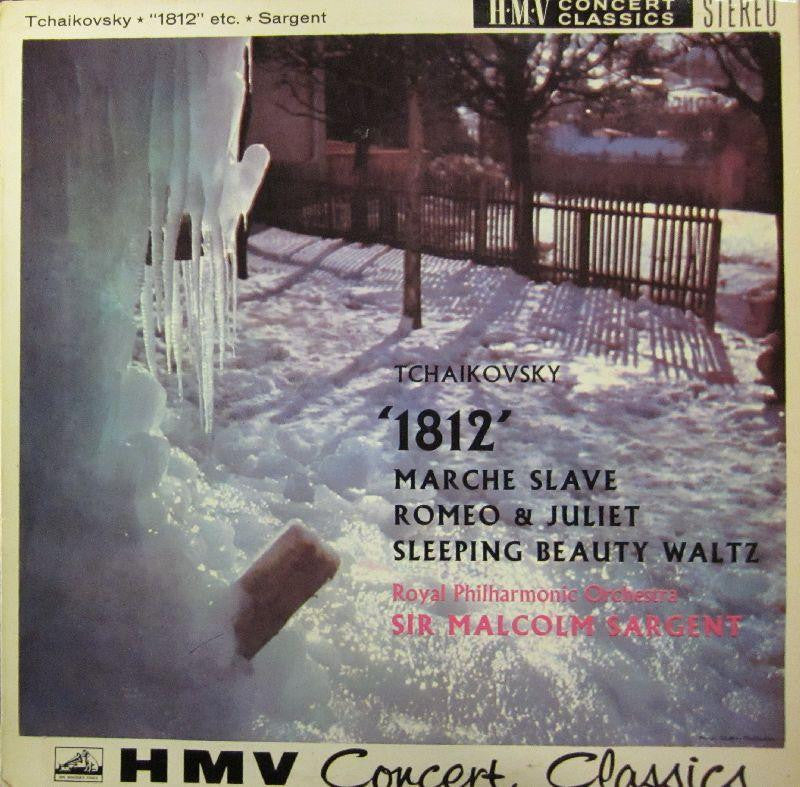 Tchaikovsky ★ "1812" etc. ★ Sargent
H·M·V CONCERT CLASSICS
STEREO
TCHAIKOVSKY
'1812'
MARCHE SLAVE
ROMEO & JULIET
SLEEPING BEAUTY WALTZ
Royal Philharmonic Orchestra
SIR MALCOLM SARGENT
HMV Concert Classics